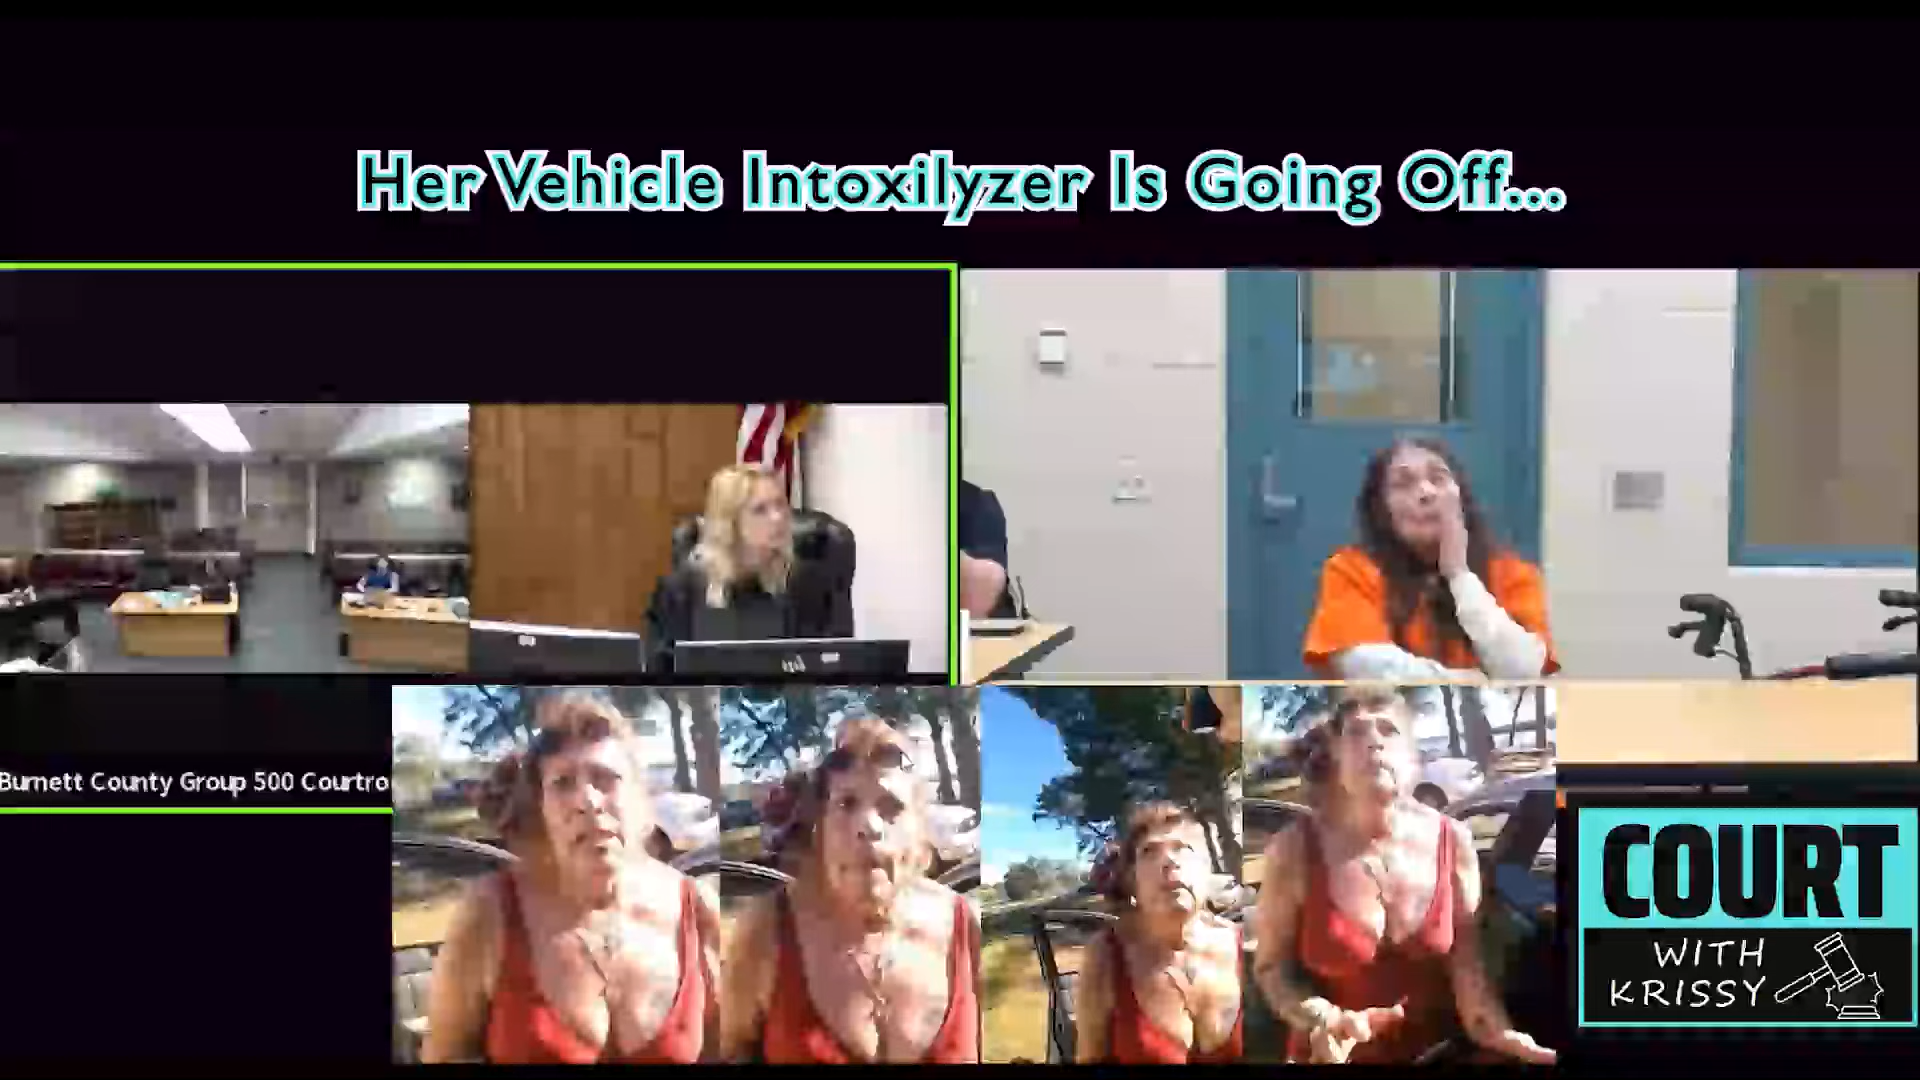 Her Vehicle Intoxilyzer Is Going Off...
Burnett County Group 500 Courtro
COURT
WITH
KRISSY